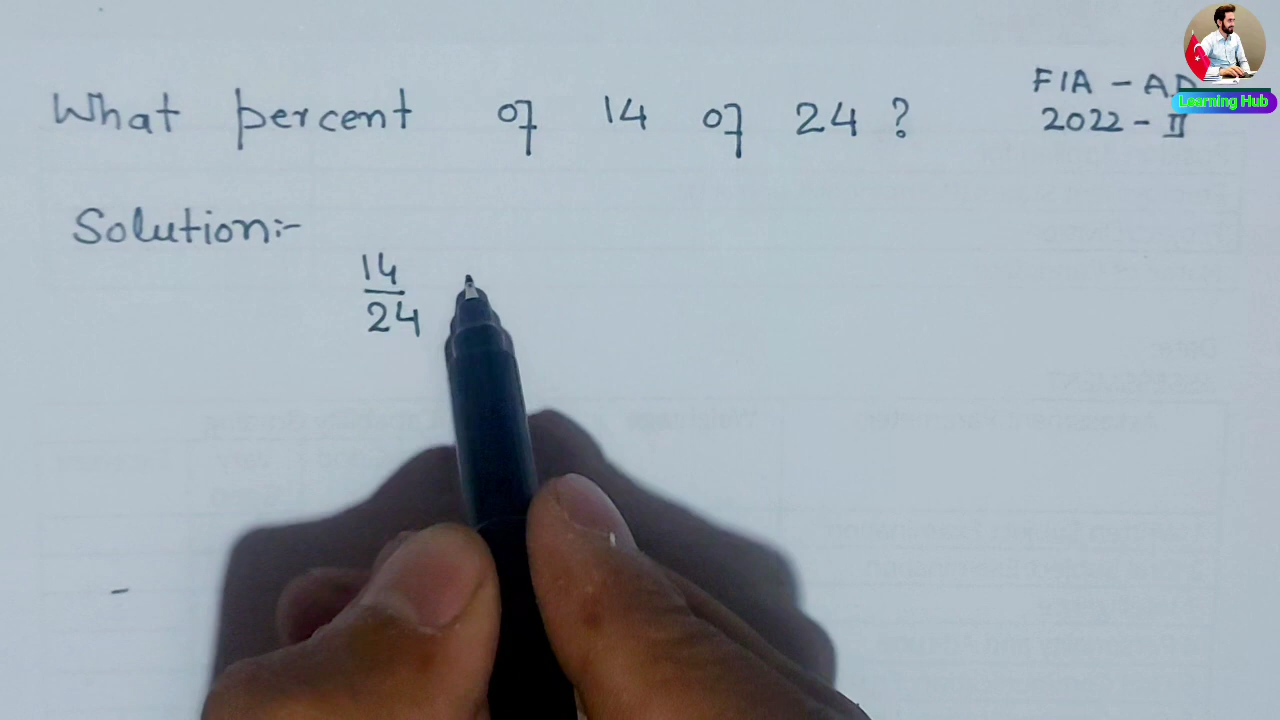 What percent of 14 of 24 ?
FIA - AD
2022 - II
Learning Hub
Solution:-
14
24